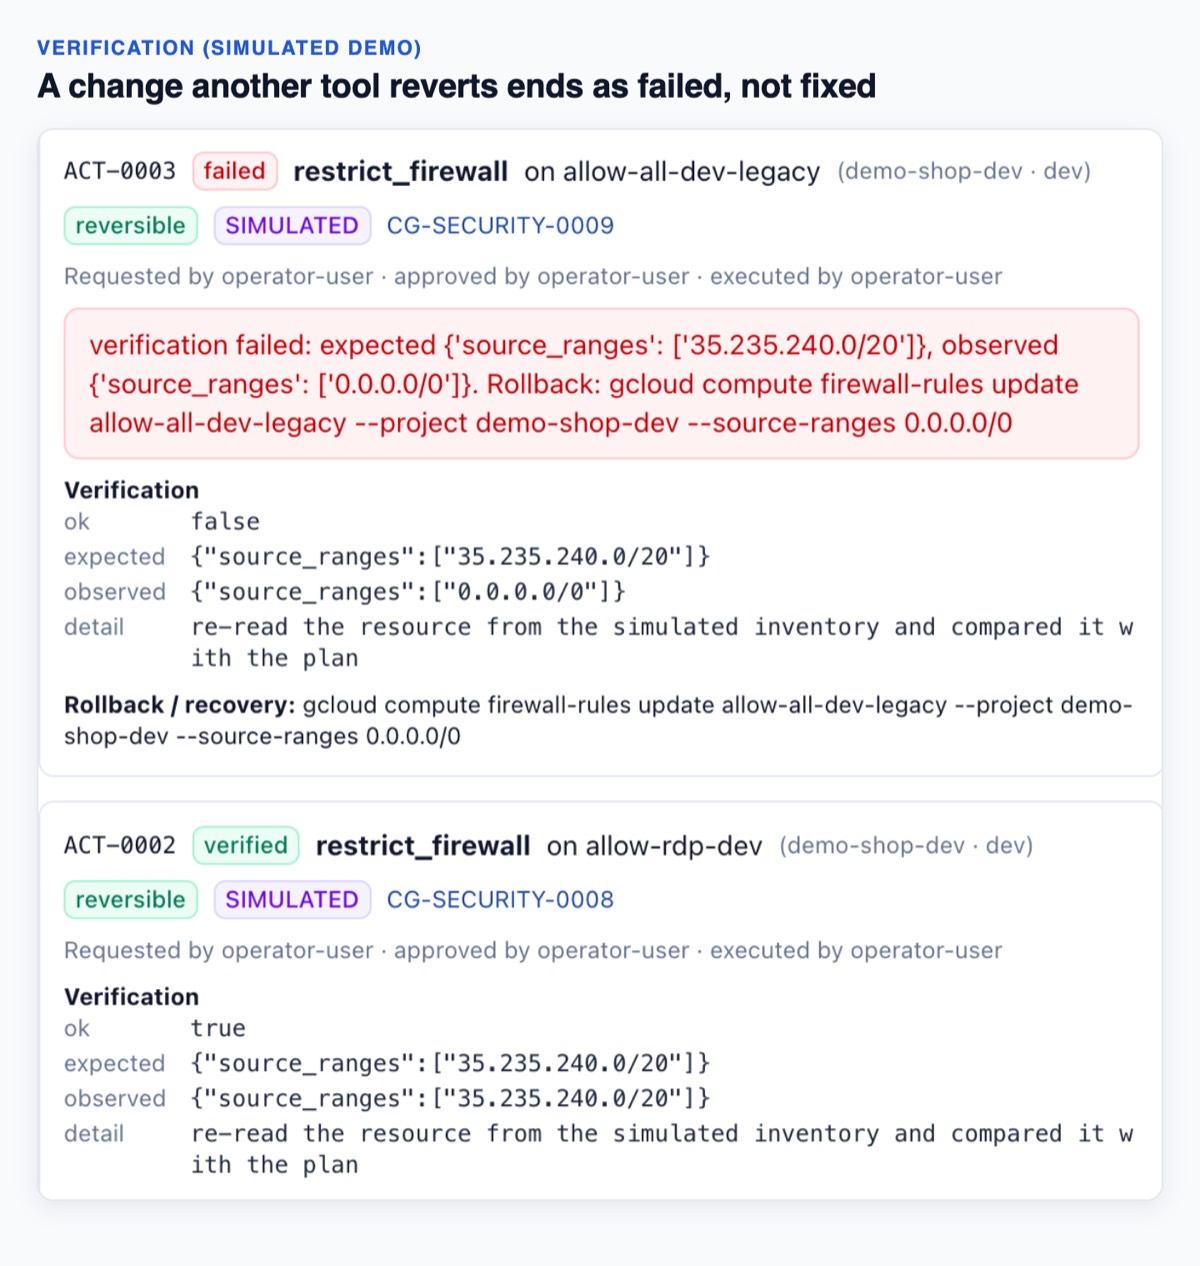 VERIFICATION (SIMULATED DEMO)
A change another tool reverts ends as failed, not fixed
ACT-0003 failed restrict_firewall on allow-all-dev-legacy (demo-shop-dev · dev)
reversible SIMULATED CG-SECURITY-0009
Requested by operator-user · approved by operator-user · executed by operator-user
verification failed: expected {'source_ranges': ['35.235.240.0/20']}, observed
{'source_ranges': ['0.0.0.0/0']}. Rollback: gcloud compute firewall-rules update
allow-all-dev-legacy --project demo-shop-dev --source-ranges 0.0.0.0/0
Verification
ok false
expected {"source_ranges":["35.235.240.0/20"]}
observed {"source_ranges":["0.0.0.0/0"]}
detail re-read the resource from the simulated inventory and compared it w
ith the plan
Rollback / recovery: gcloud compute firewall-rules update allow-all-dev-legacy --project demo-
shop-dev --source-ranges 0.0.0.0/0
ACT-0002 verified restrict_firewall on allow-rdp-dev (demo-shop-dev · dev)
reversible SIMULATED CG-SECURITY-0008
Requested by operator-user · approved by operator-user · executed by operator-user
Verification
ok true
expected {"source_ranges":["35.235.240.0/20"]}
observed {"source_ranges":["35.235.240.0/20"]}
detail re-read the resource from the simulated inventory and compared it w
ith the plan